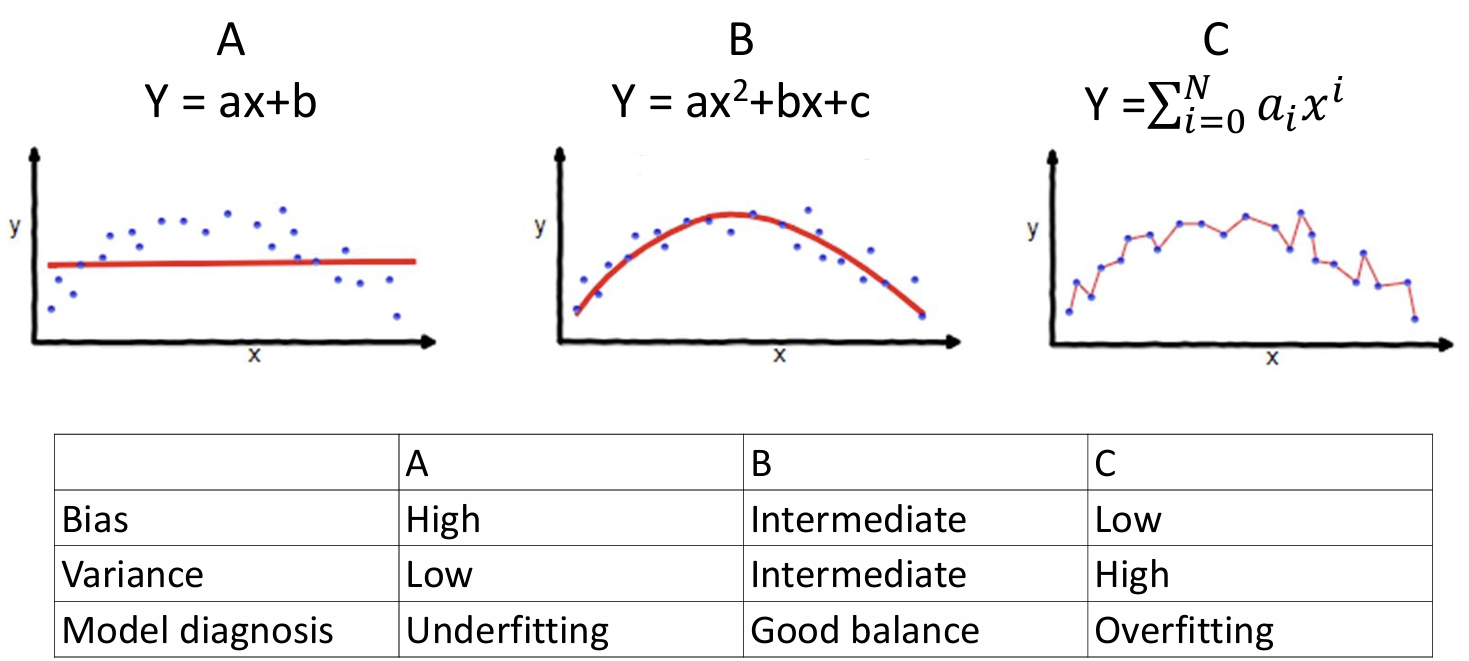 A B C
Y = ax+b Y = ax²+bx+c Y =∑ᴺᵢ₌₀ aᵢxⁱ
y y y
x x x
A B C
Bias High Intermediate Low
Variance Low Intermediate High
Model diagnosis Underfitting Good balance Overfitting